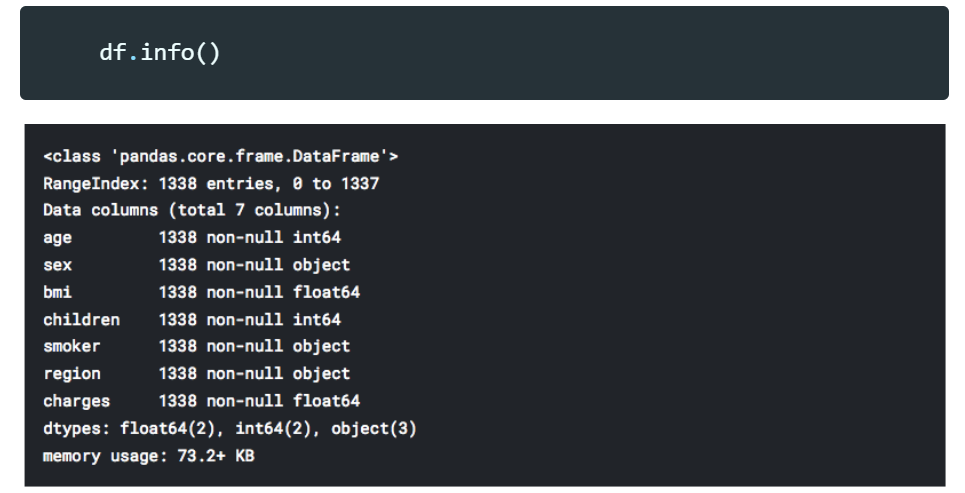 df.info()
<class 'pandas.core.frame.DataFrame'>
RangeIndex: 1338 entries, 0 to 1337
Data columns (total 7 columns):
age         1338 non-null int64
sex         1338 non-null object
bmi         1338 non-null float64
children    1338 non-null int64
smoker      1338 non-null object
region      1338 non-null object
charges     1338 non-null float64
dtypes: float64(2), int64(2), object(3)
memory usage: 73.2+ KB